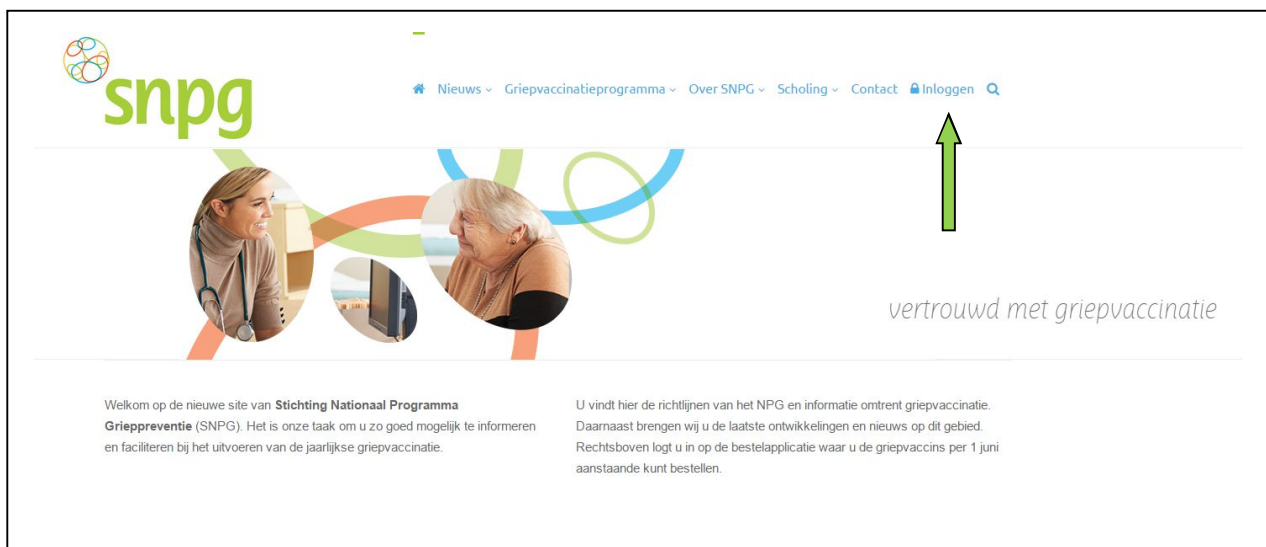 snpg
Nieuws Griepvaccinatieprogramma Over SNPG Scholing Contact Inloggen
vertrouwd met griepvaccinatie
Welkom op de nieuwe site van Stichting Nationaal Programma
Grieppreventie (SNPG). Het is onze taak om u zo goed mogelijk te informeren
en faciliteren bij het uitvoeren van de jaarlijkse griepvaccinatie.
U vindt hier de richtlijnen van het NPG en informatie omtrent griepvaccinatie.
Daarnaast brengen wij u de laatste ontwikkelingen en nieuws op dit gebied.
Rechtsboven logt u in op de bestelapplicatie waar u de griepvaccins per 1 juni
aanstaande kunt bestellen.